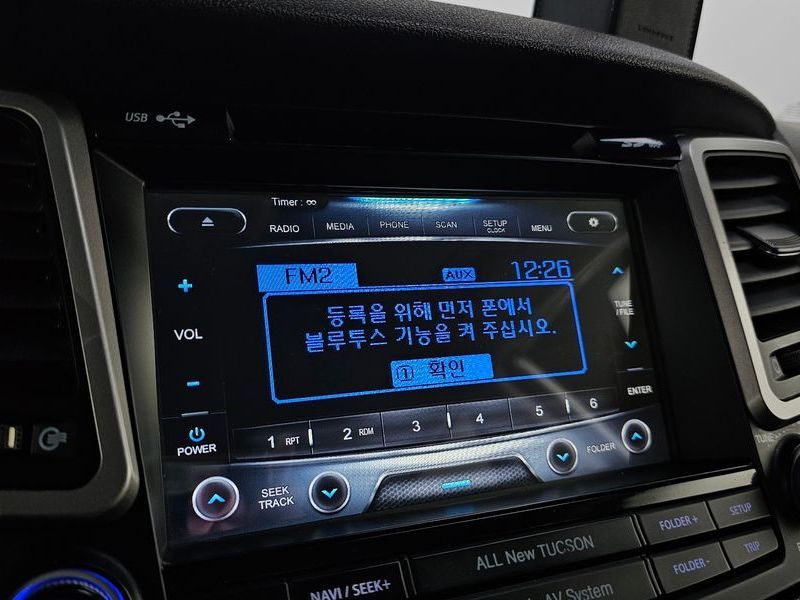 USB
Timer : ∞
RADIO MEDIA PHONE SCAN SETUP CLOCK MENU
FM2 AUX 12:26
등록을 위해 먼저 폰에서
블루투스 기능을 켜 주십시오.
① 확인
+
VOL
-
POWER
TUNE / FILE
ENTER
1 RPT 2 RDM 3 4 5 6
SEEK TRACK
FOLDER
TUNE
ALL New TUCSON
FOLDER+ SETUP
NAVI / SEEK+
AV System
FOLDER- TRIP